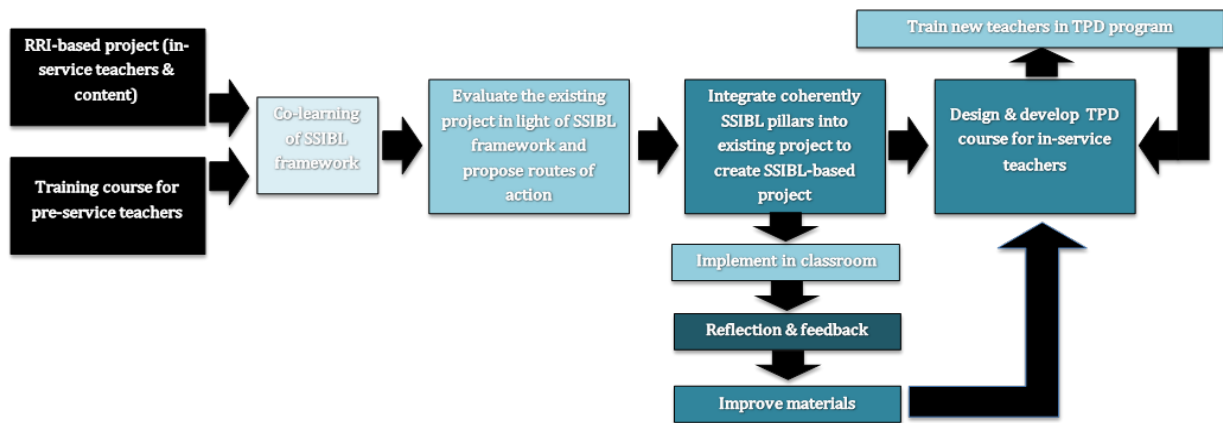 RRI-based project (in-
service teachers &
content)
Training course for
pre-service teachers
Co-learning
of SSIBL
framework
Evaluate the existing
project in light of SSIBL
framework and
propose routes of
action
Integrate coherently
SSIBL pillars into
existing project to
create SSIBL-based
project
Implement in classroom
Reflection & feedback
Improve materials
Train new teachers in TPD program
Design & develop TPD
course for in-service
teachers